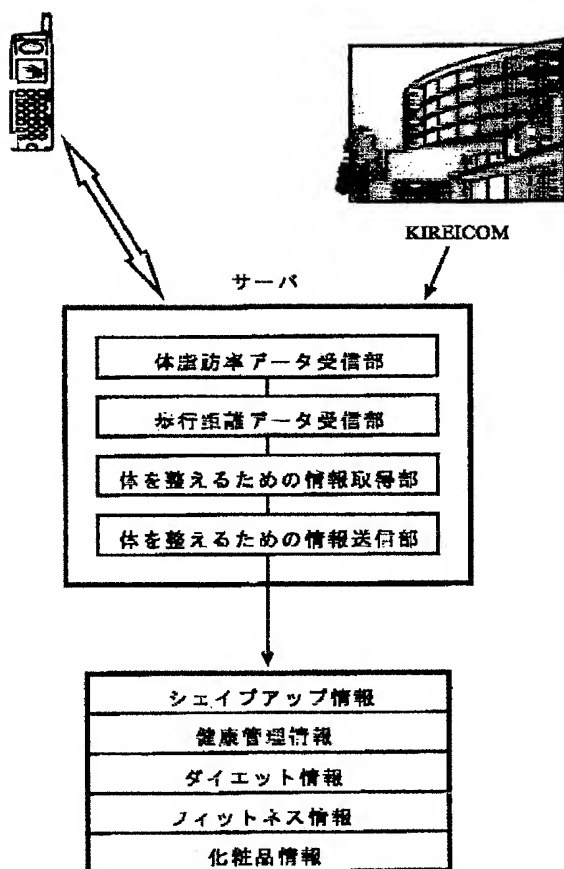 KIREICOM
サーバ
体脂肪率データ受信部
歩行距離データ受信部
体を整えるための情報取得部
体を整えるための情報送信部
シェイプアップ情報
健康管理情報
ダイエット情報
フィットネス情報
化粧品情報